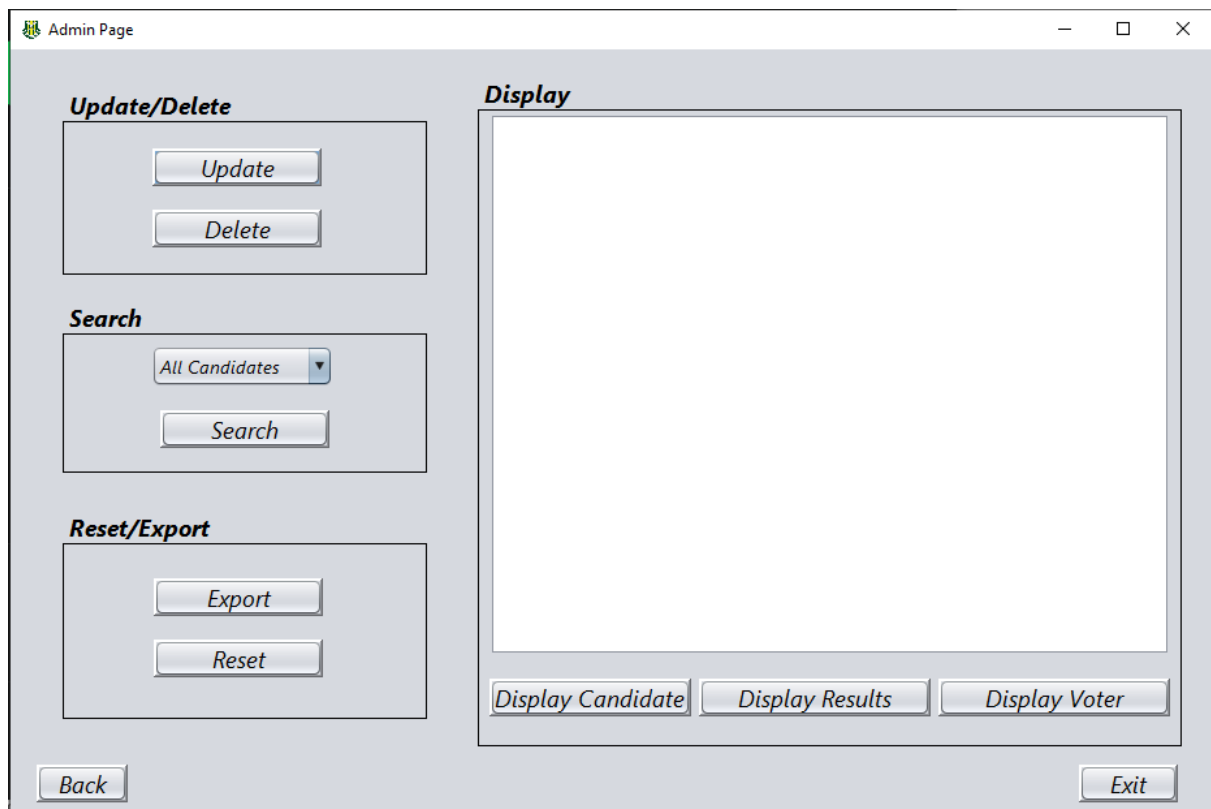 Admin Page
Update/Delete
Update
Delete
Search
All Candidates
Search
Reset/Export
Export
Reset
Display
Display Candidate
Display Results
Display Voter
Back
Exit